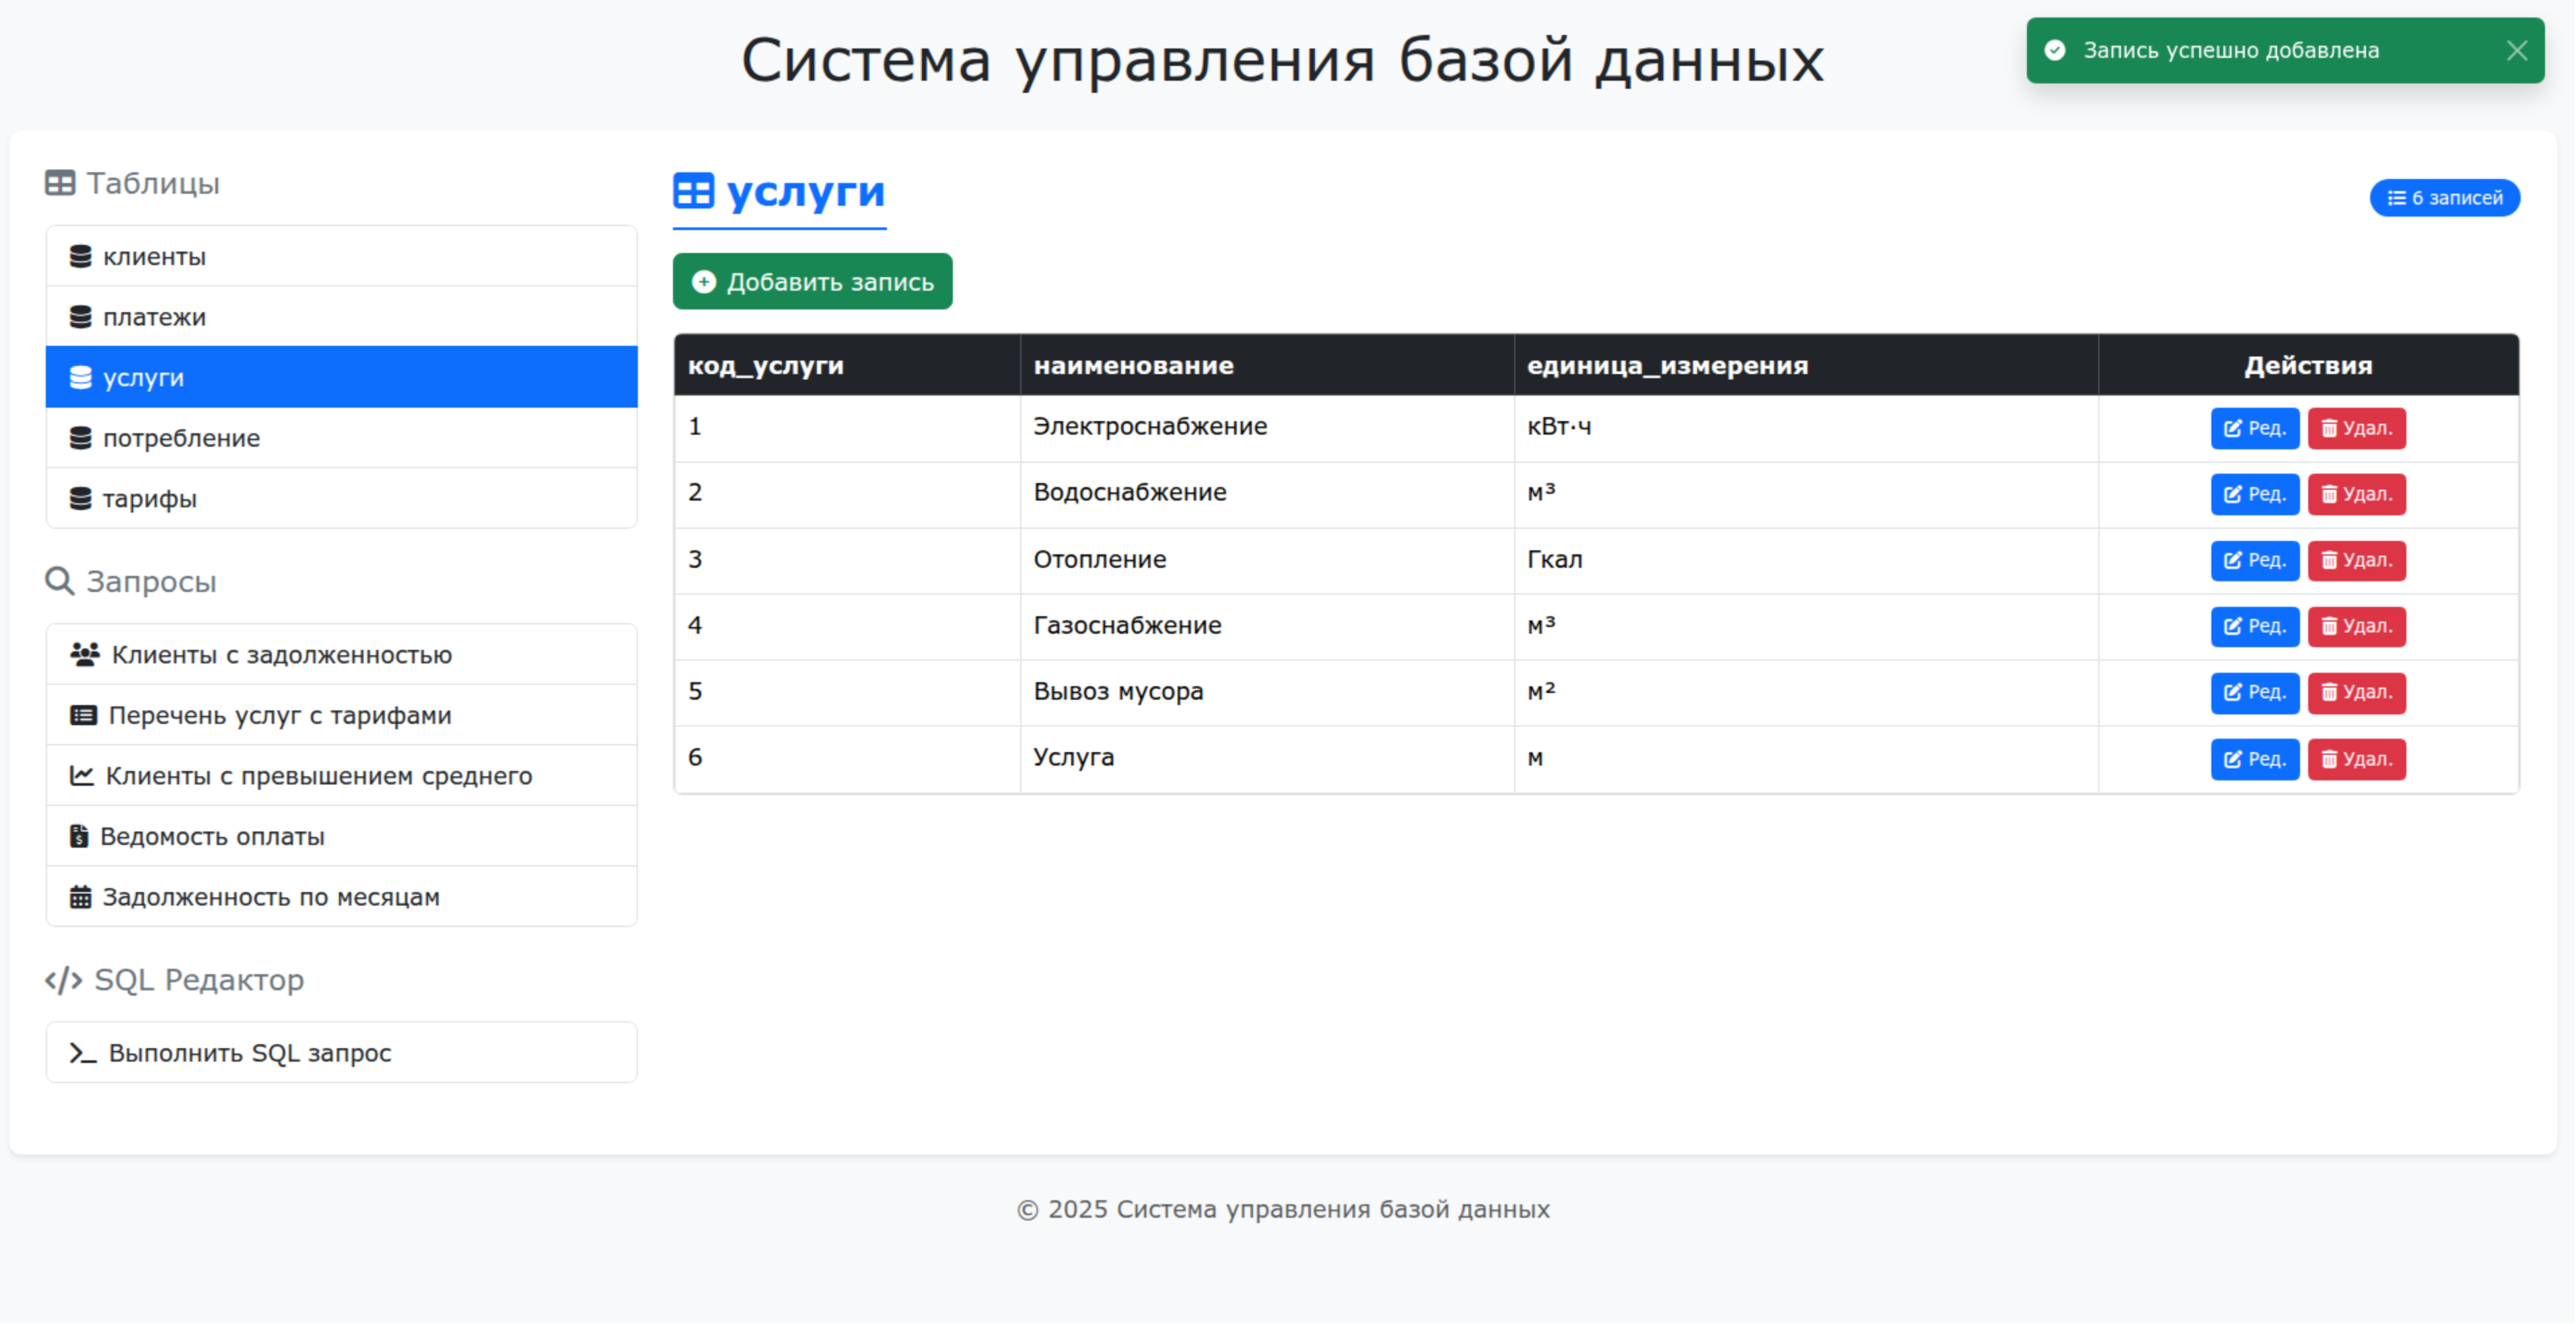 Система управления базой данных
Запись успешно добавлена
Таблицы
клиенты
платежи
услуги
потребление
тарифы
Запросы
Клиенты с задолженностью
Перечень услуг с тарифами
Клиенты с превышением среднего
Ведомость оплаты
Задолженность по месяцам
SQL Редактор
Выполнить SQL запрос
услуги
6 записей
Добавить запись
код_услуги наименование единица_измерения Действия
1 Электроснабжение кВт·ч Ред. Удал.
2 Водоснабжение м³ Ред. Удал.
3 Отопление Гкал Ред. Удал.
4 Газоснабжение м³ Ред. Удал.
5 Вывоз мусора м² Ред. Удал.
6 Услуга м Ред. Удал.
© 2025 Система управления базой данных